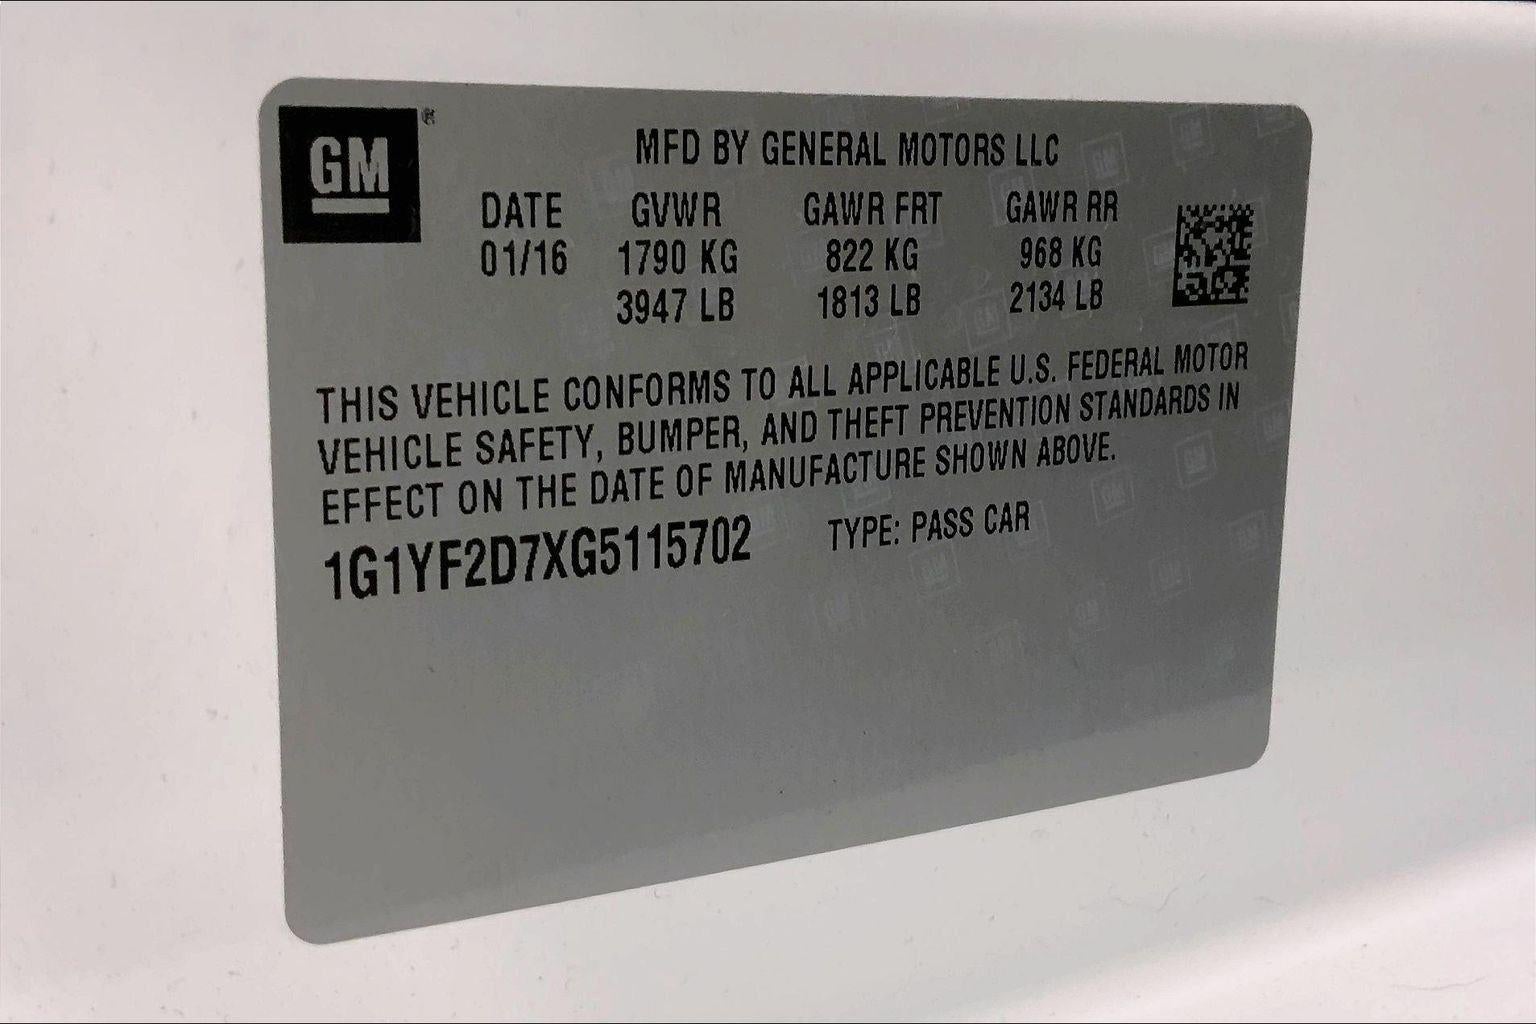 GM®
MFD BY GENERAL MOTORS LLC
DATE GVWR GAWR FRT GAWR RR
01/16 1790 KG 822 KG 968 KG
3947 LB 1813 LB 2134 LB
THIS VEHICLE CONFORMS TO ALL APPLICABLE U.S. FEDERAL MOTOR
VEHICLE SAFETY, BUMPER, AND THEFT PREVENTION STANDARDS IN
EFFECT ON THE DATE OF MANUFACTURE SHOWN ABOVE.
1G1YF2D7XG5115702 TYPE: PASS CAR